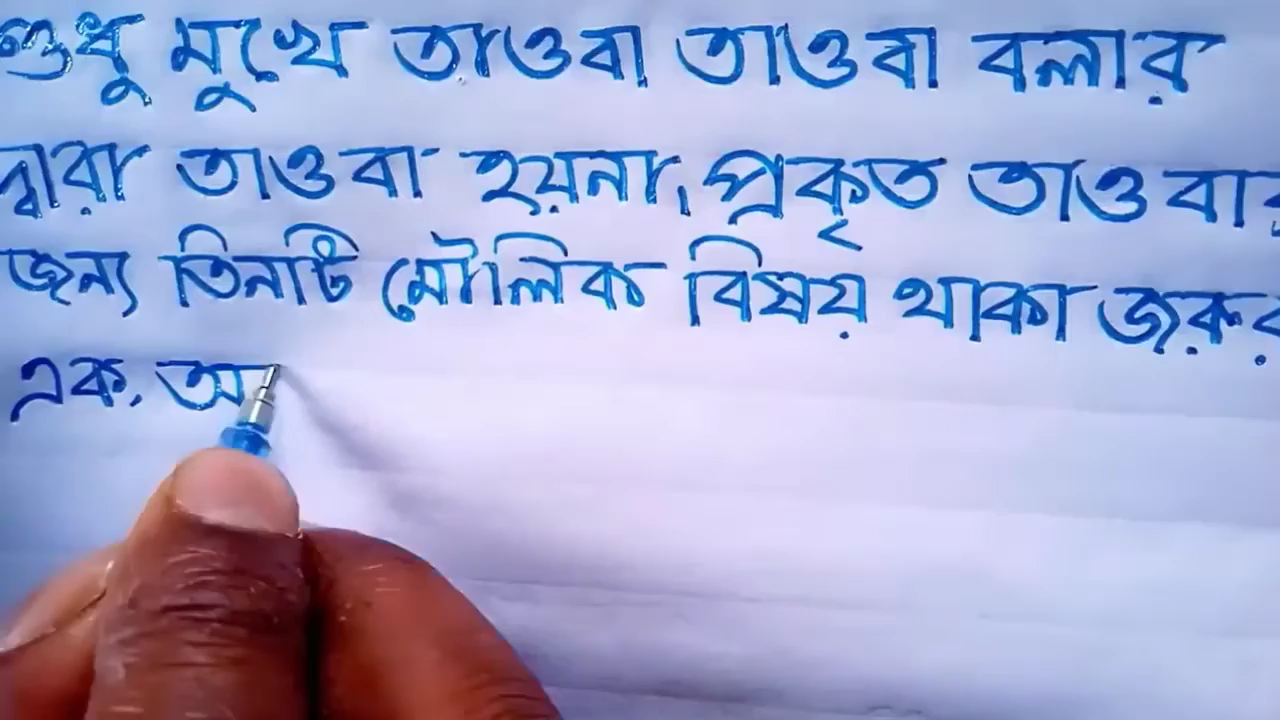 শুধু মুখে তাওবা তাওবা বলার
দ্বারা তাওবা হয়না, প্রকৃত তাওবার
জন্য তিনটি মৌলিক বিষয় থাকা জরুর
এক. অ